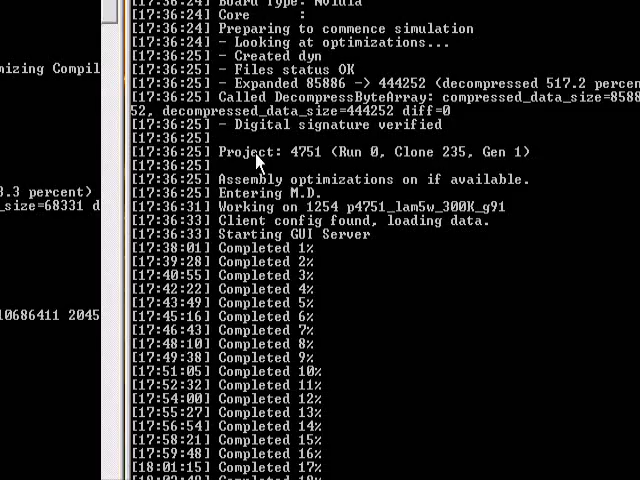 [17:36:24] Board Type: Nvidia
[17:36:24] Core      :
[17:36:24] Preparing to commence simulation
[17:36:24] - Looking at optimizations...
[17:36:25] - Created dyn
mizing Compil
[17:36:25] - Files status OK
[17:36:25] - Expanded 85886 -> 444252 (decompressed 517.2 percen
[17:36:25] Called DecompressByteArray: compressed_data_size=8588
52, decompressed_data_size=444252 diff=0
[17:36:25] - Digital signature verified
[17:36:25]
[17:36:25] Project: 4751 (Run 0, Clone 235, Gen 1)
[17:36:25]
[17:36:25] Assembly optimizations on if available.
3.3 percent)
[17:36:25] Entering M.D.
_size=68331 d
[17:36:31] Working on 1254 p4751_lam5w_300K_g91
[17:36:33] Client config found, loading data.
[17:36:33] Starting GUI Server
[17:38:01] Completed 1%
[17:39:28] Completed 2%
[17:40:55] Completed 3%
[17:42:22] Completed 4%
[17:43:49] Completed 5%
10686411 2045
[17:45:16] Completed 6%
[17:46:43] Completed 7%
[17:48:10] Completed 8%
[17:49:38] Completed 9%
[17:51:05] Completed 10%
[17:52:32] Completed 11%
[17:54:00] Completed 12%
[17:55:27] Completed 13%
[17:56:54] Completed 14%
[17:58:21] Completed 15%
[17:59:48] Completed 16%
[18:01:15] Completed 17%
[18:02:42] Completed 18%